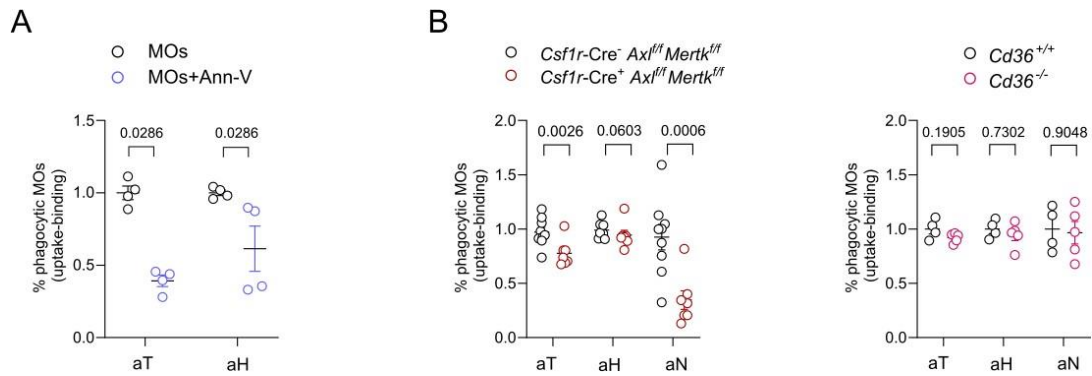 A
MOs
MOs+Ann-V
% phagocytic MOs
(uptake-binding)
1.5
1.0
0.5
0.0
0.0286
0.0286
aT
aH
B
Csf1r-Cre- Axlf/f Mertkf/f
Csf1r-Cre+ Axlf/f Mertkf/f
% phagocytic MOs
(uptake-binding)
2.0
1.5
1.0
0.5
0.0
0.0026
0.0603
0.0006
aT
aH
aN
Cd36+/+
Cd36-/-
% phagocytic MOs
(uptake-binding)
2.0
1.5
1.0
0.5
0.0
0.1905
0.7302
0.9048
aT
aH
aN